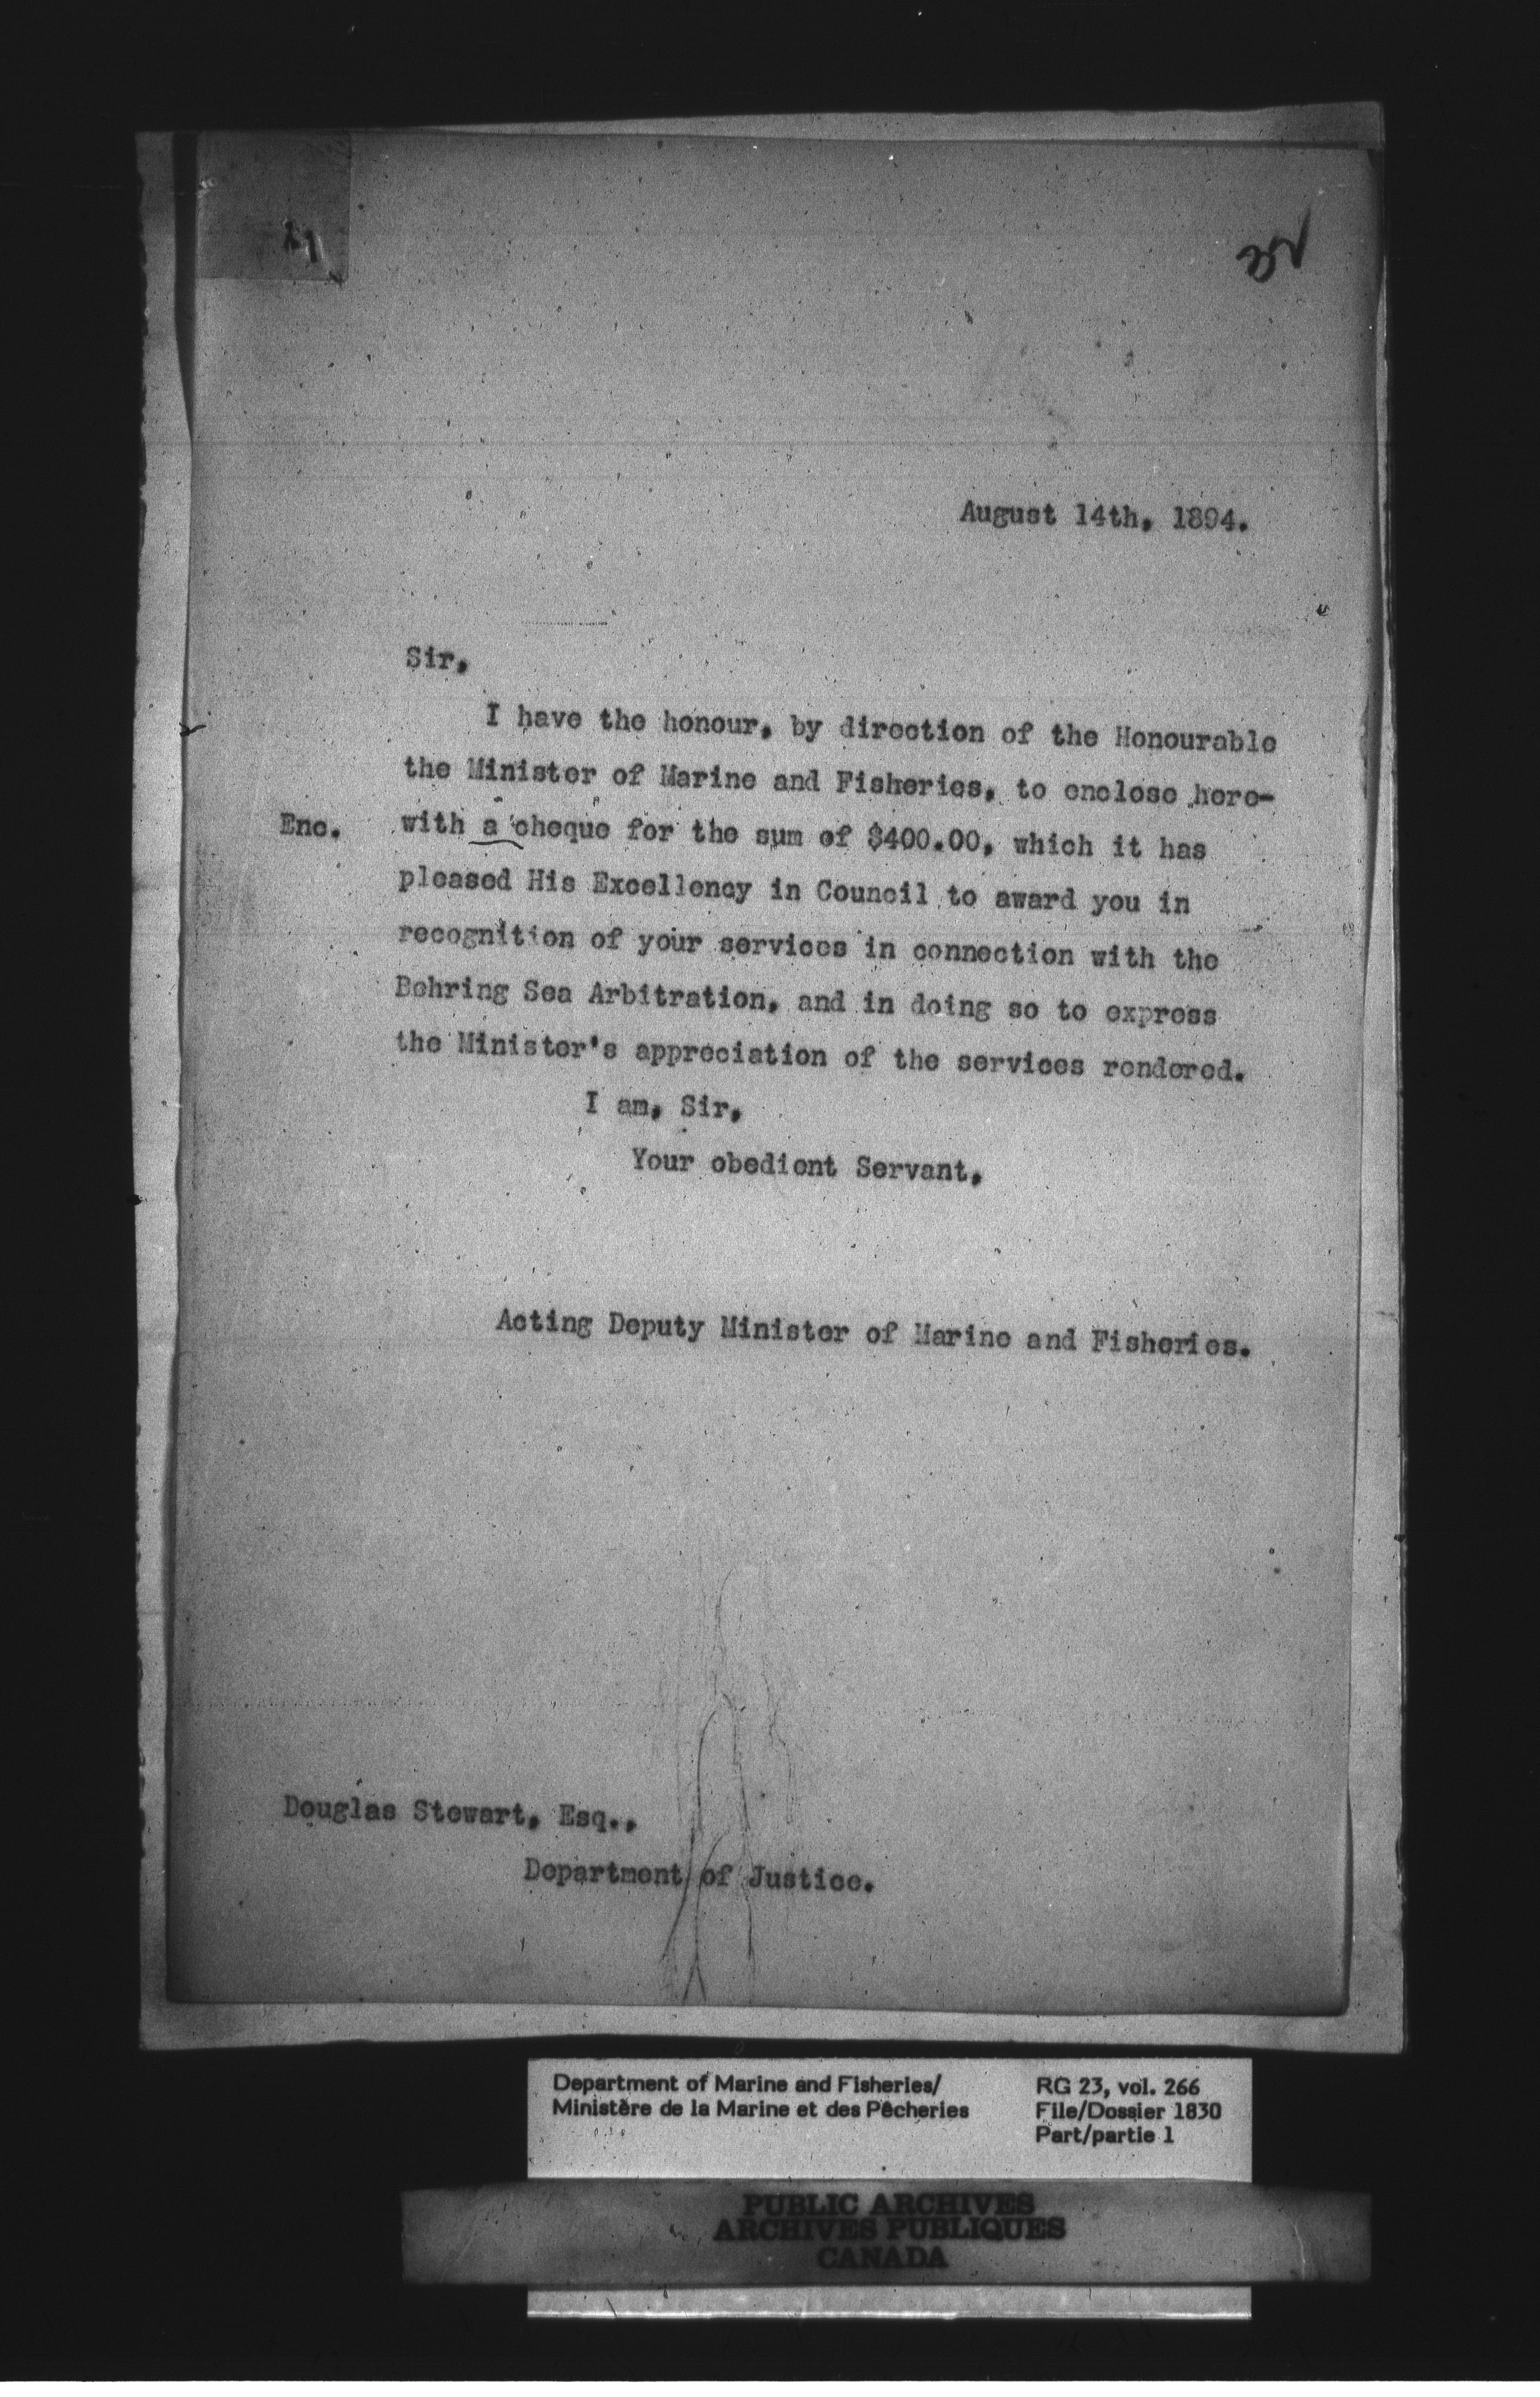 21
August 14th, 1894.
Sir,
I have the honour, by direction of the Honourable
the Minister of Marine and Fisheries, to enclose here-
Enc. with a cheque for the sum of $400.00, which it has
pleased His Excellency in Council to award you in
recognition of your services in connection with the
Behring Sea Arbitration, and in doing so to express
the Minister's appreciation of the services rendered.
I am, Sir,
Your obedient Servant,
Acting Deputy Minister of Marine and Fisheries.
Douglas Stewart, Esq.,
Department of Justice.
Department of Marine and Fisheries/
Ministère de la Marine et des Pêcheries
RG 23, vol. 266
File/Dossier 1830
Part/partie 1
PUBLIC ARCHIVES
ARCHIVES PUBLIQUES
CANADA